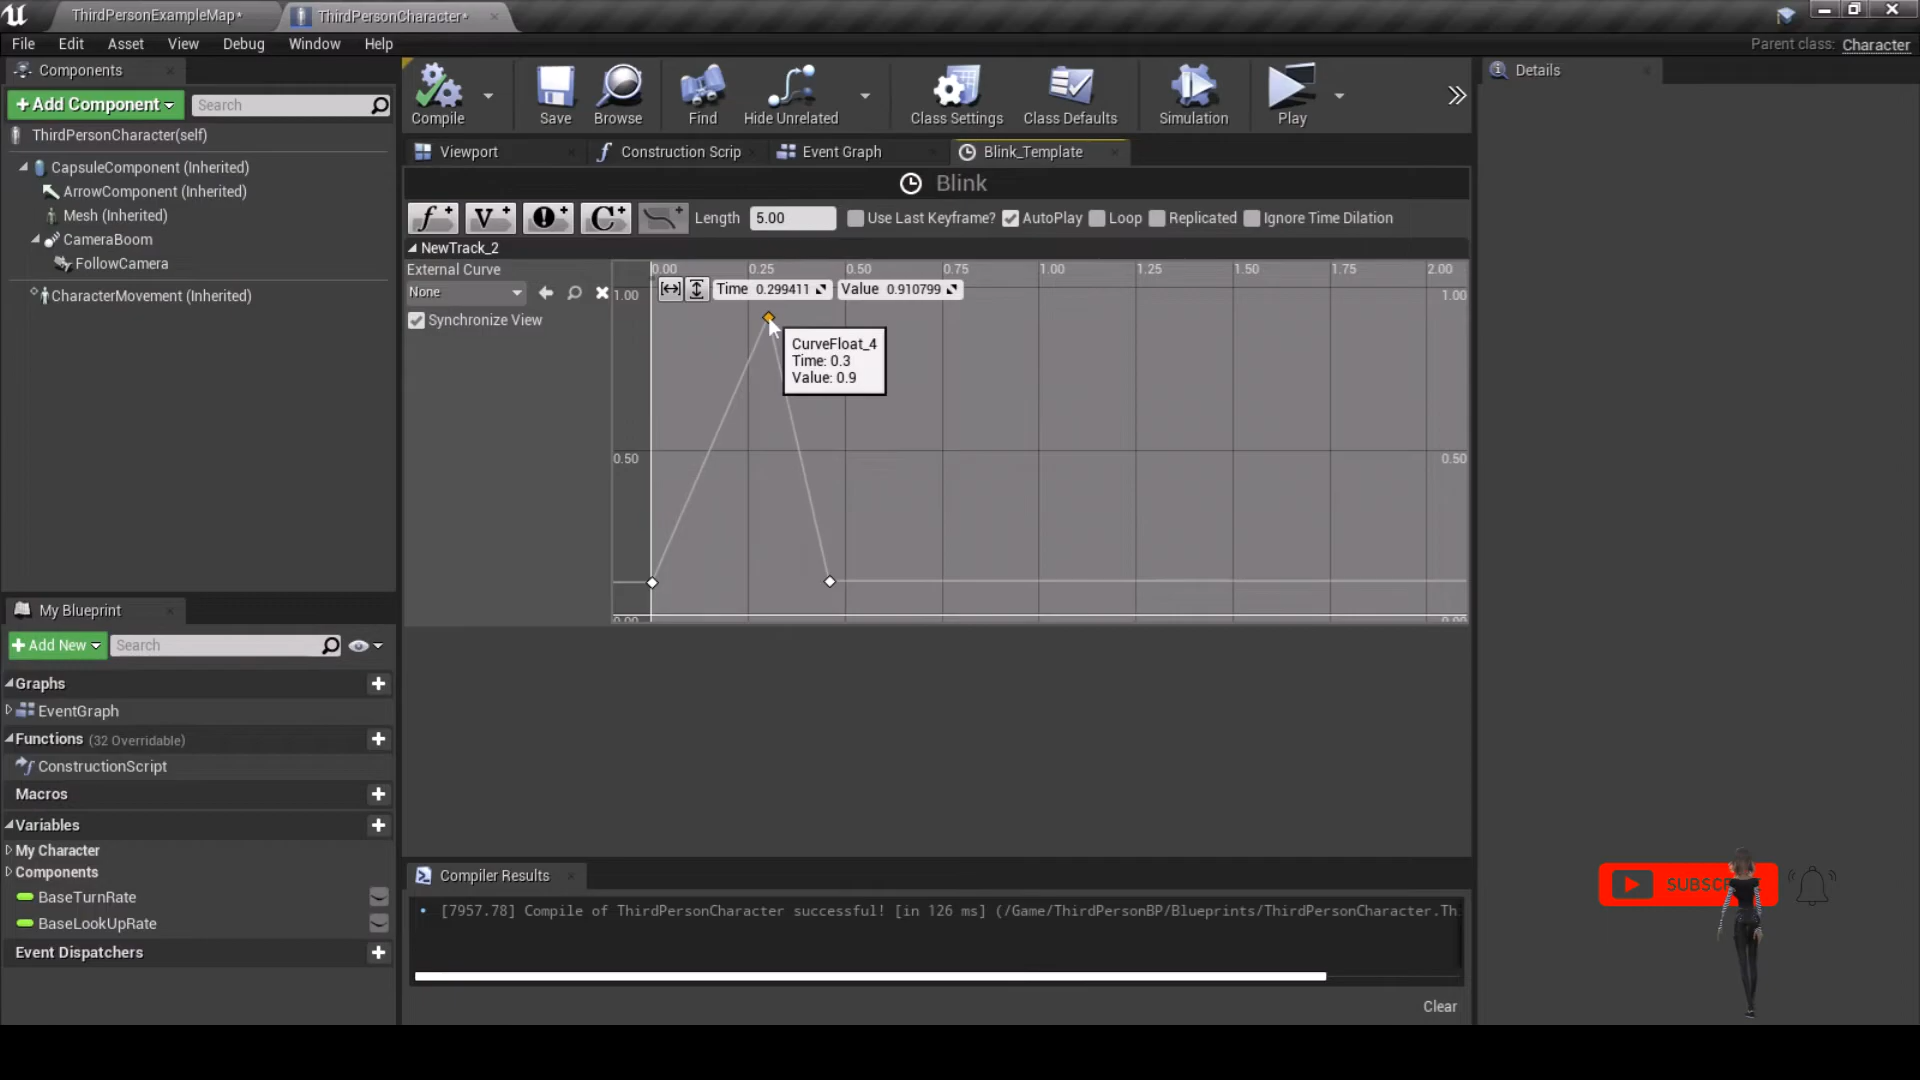 ThirdPersonExampleMap*
ThirdPersonCharacter*
File Edit Asset View Debug Window Help
Parent class: Character
Components
+ Add Component
Search
ThirdPersonCharacter(self)
CapsuleComponent (Inherited)
ArrowComponent (Inherited)
Mesh (Inherited)
CameraBoom
FollowCamera
CharacterMovement (Inherited)
Compile Save Browse Find Hide Unrelated Class Settings Class Defaults Simulation Play
Details
Viewport
Construction Scrip
Event Graph
Blink_Template
Blink
Length 5.00 Use Last Keyframe? AutoPlay Loop Replicated Ignore Time Dilation
NewTrack_2
External Curve
None
Synchronize View
0.00 0.25 0.50 0.75 1.00 1.25 1.50 1.75 2.00
1.00 Time 0.299411 Value 0.910799 1.00
CurveFloat_4
Time: 0.3
Value: 0.9
0.50 0.50
0.00 0.00
My Blueprint
+ Add New
Search
Graphs
EventGraph
Functions (32 Overridable)
ConstructionScript
Macros
Variables
My Character
Components
BaseTurnRate
BaseLookUpRate
Event Dispatchers
Compiler Results
[7957.78] Compile of ThirdPersonCharacter successful! [in 126 ms] (/Game/ThirdPersonBP/Blueprints/ThirdPersonCharacter.Thi
Clear
SUBSC